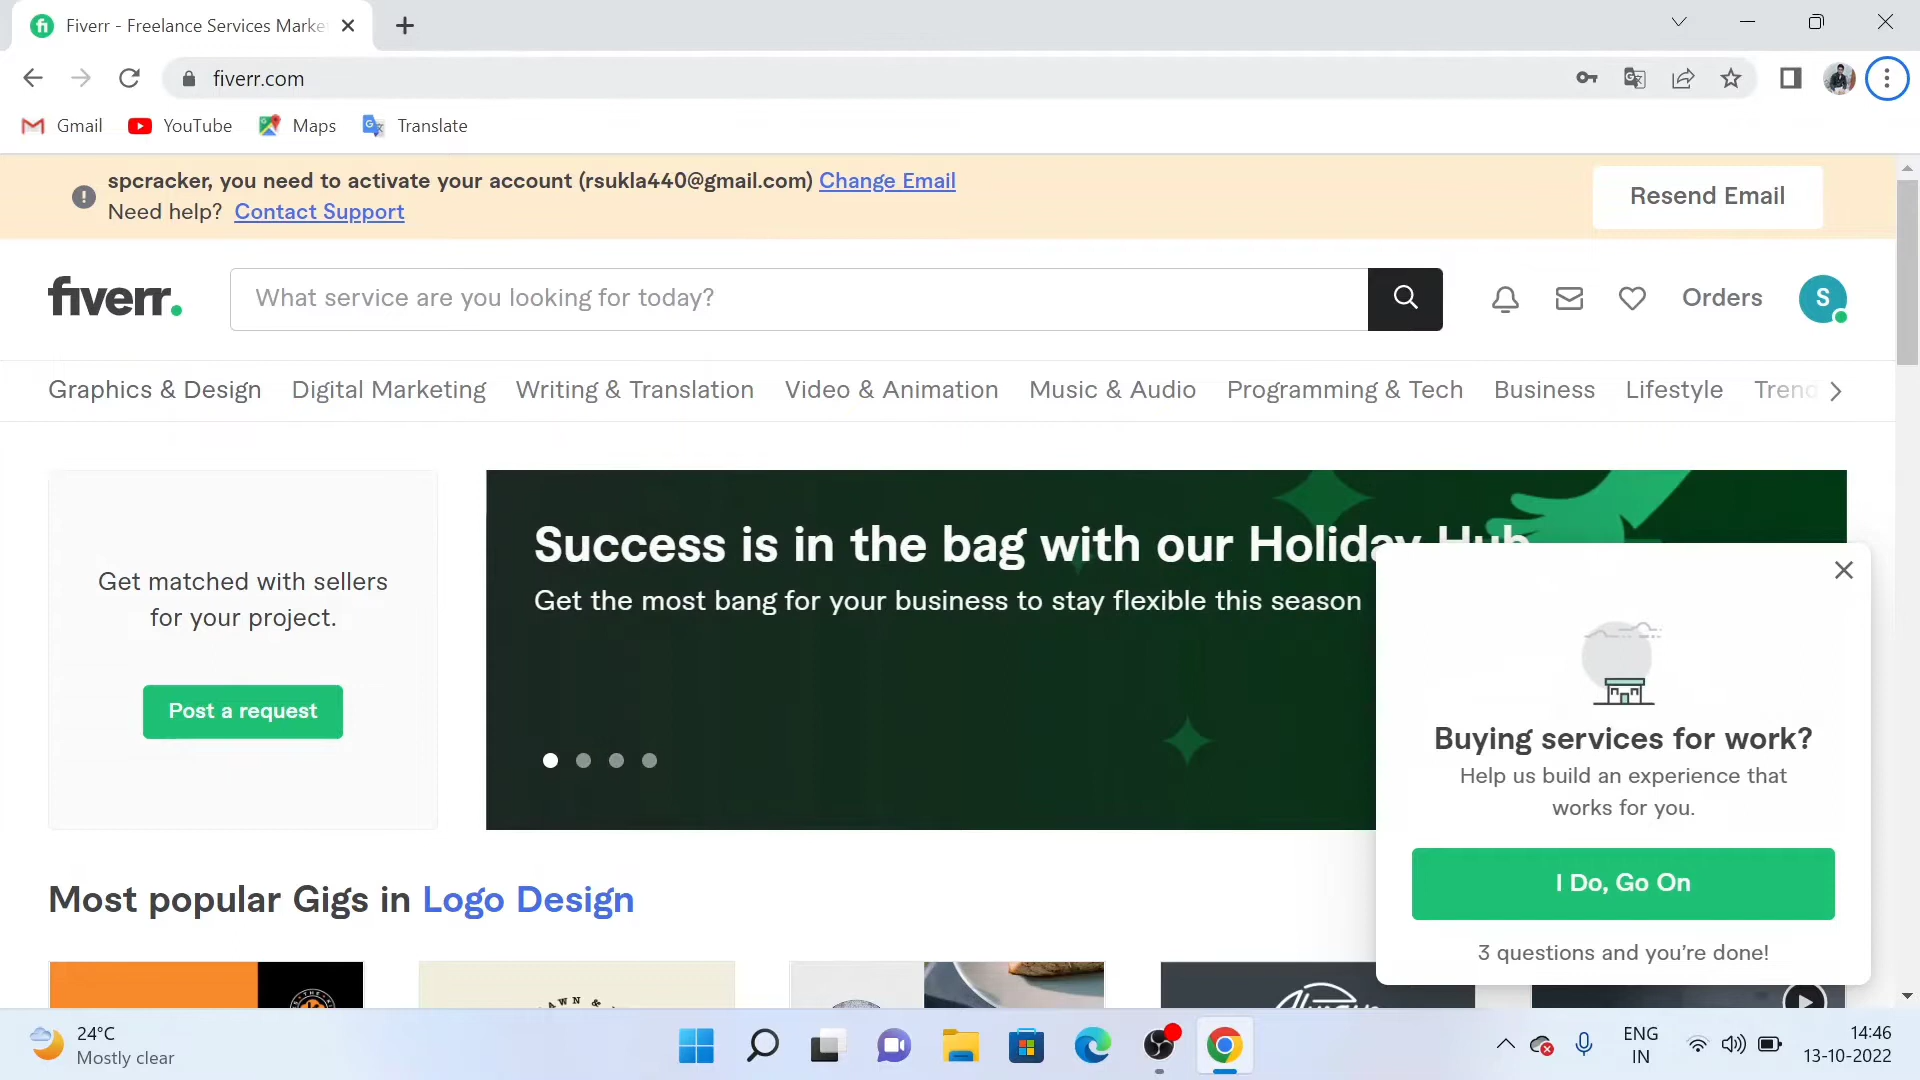 Fiverr - Freelance Services Marke
fiverr.com
Gmail YouTube Maps Translate
spcracker, you need to activate your account (rsukla440@gmail.com) Change Email
Need help? Contact Support
Resend Email
fiverr.
What service are you looking for today?
Orders
S
Graphics & Design Digital Marketing Writing & Translation Video & Animation Music & Audio Programming & Tech Business Lifestyle Trend
Get matched with sellers
for your project.
Post a request
Success is in the bag with our Holiday Hub
Get the most bang for your business to stay flexible this season
Buying services for work?
Help us build an experience that
works for you.
I Do, Go On
3 questions and you're done!
Most popular Gigs in Logo Design
24°C
Mostly clear
ENG
IN
14:46
13-10-2022